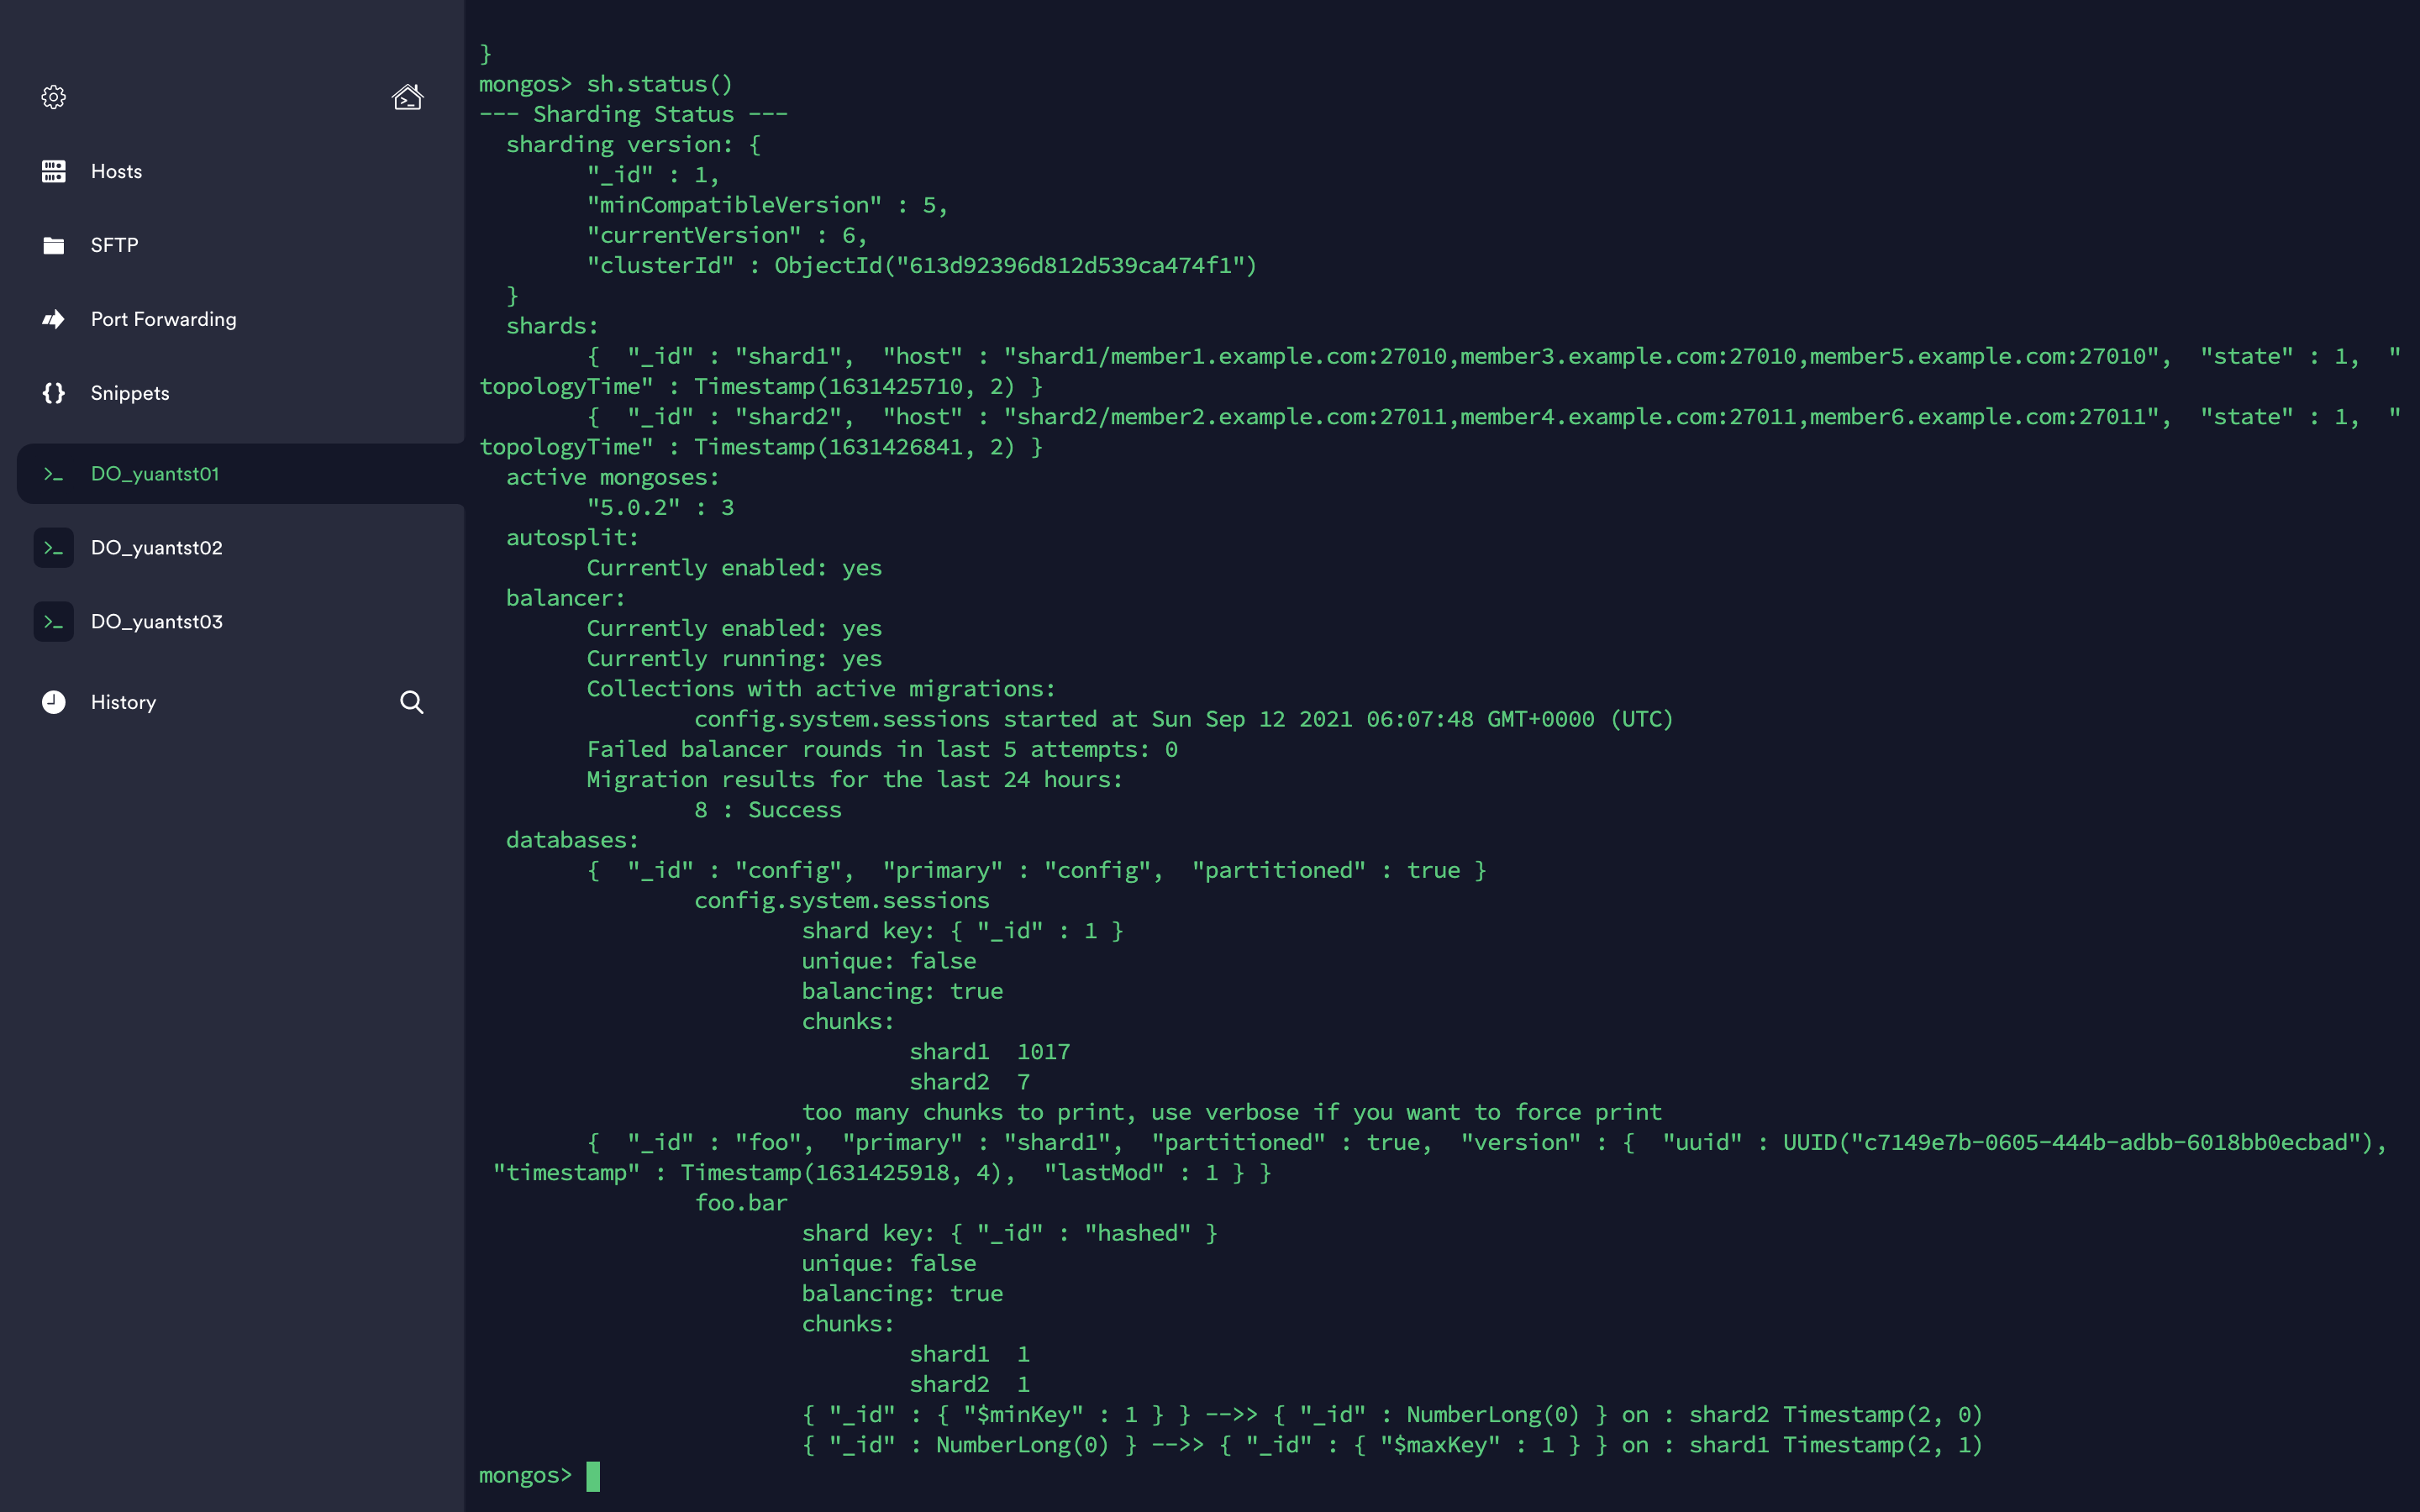 Hosts
SFTP
Port Forwarding
Snippets
DO_yuantst01
DO_yuantst02
DO_yuantst03
History
}
mongos> sh.status()
--- Sharding Status ---
  sharding version: {
        "_id" : 1,
        "minCompatibleVersion" : 5,
        "currentVersion" : 6,
        "clusterId" : ObjectId("613d92396d812d539ca474f1")
  }
  shards:
        {  "_id" : "shard1",  "host" : "shard1/member1.example.com:27010,member3.example.com:27010,member5.example.com:27010",  "state" : 1,  "
topologyTime" : Timestamp(1631425710, 2) }
        {  "_id" : "shard2",  "host" : "shard2/member2.example.com:27011,member4.example.com:27011,member6.example.com:27011",  "state" : 1,  "
topologyTime" : Timestamp(1631426841, 2) }
  active mongoses:
        "5.0.2" : 3
  autosplit:
        Currently enabled: yes
  balancer:
        Currently enabled: yes
        Currently running: yes
        Collections with active migrations:
                config.system.sessions started at Sun Sep 12 2021 06:07:48 GMT+0000 (UTC)
        Failed balancer rounds in last 5 attempts: 0
        Migration results for the last 24 hours:
                8 : Success
  databases:
        {  "_id" : "config",  "primary" : "config",  "partitioned" : true }
                config.system.sessions
                        shard key: { "_id" : 1 }
                        unique: false
                        balancing: true
                        chunks:
                                shard1  1017
                                shard2  7
                        too many chunks to print, use verbose if you want to force print
        {  "_id" : "foo",  "primary" : "shard1",  "partitioned" : true,  "version" : {  "uuid" : UUID("c7149e7b-0605-444b-adbb-6018bb0ecbad"),
 "timestamp" : Timestamp(1631425918, 4),  "lastMod" : 1 } }
                foo.bar
                        shard key: { "_id" : "hashed" }
                        unique: false
                        balancing: true
                        chunks:
                                shard1  1
                                shard2  1
                        { "_id" : { "$minKey" : 1 } } -->> { "_id" : NumberLong(0) } on : shard2 Timestamp(2, 0)
                        { "_id" : NumberLong(0) } -->> { "_id" : { "$maxKey" : 1 } } on : shard1 Timestamp(2, 1)
mongos>